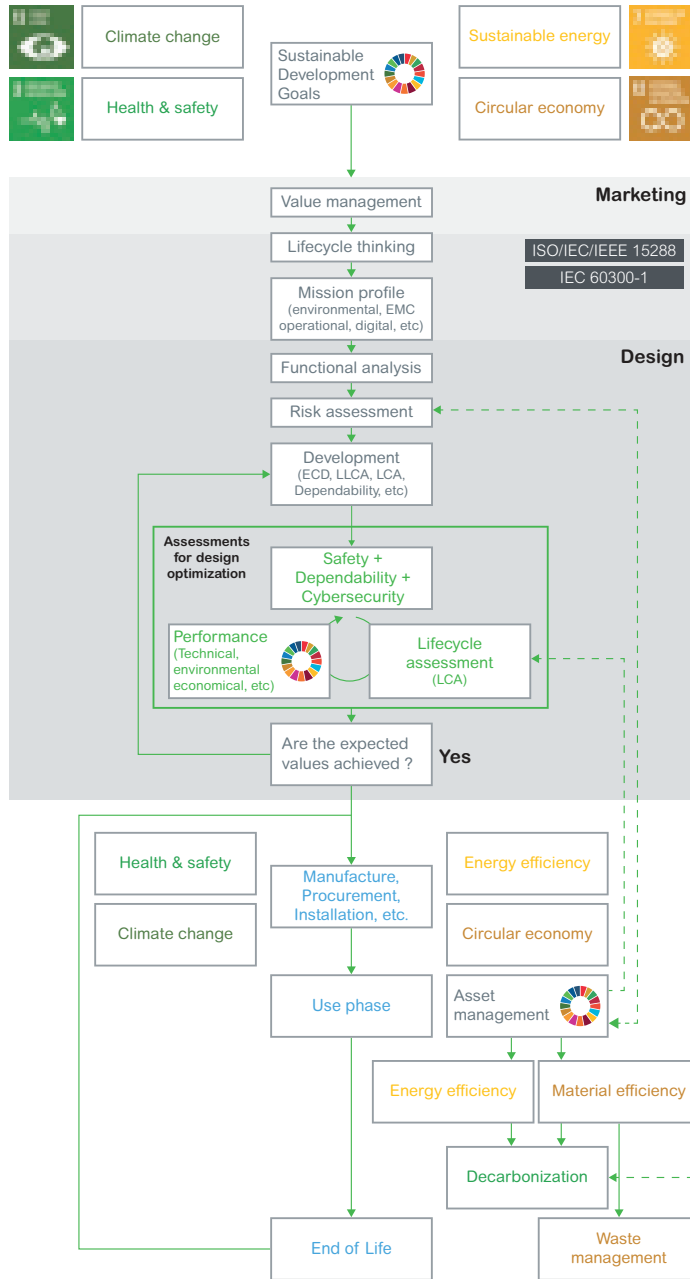 Climate change
Sustainable
Development
Goals
Sustainable energy
Health & safety
Circular economy
Value management
Marketing
Lifecycle thinking
ISO/IEC/IEEE 15288
IEC 60300-1
Mission profile
(environmental, EMC
operational, digital, etc)
Design
Functional analysis
Risk assessment
Development
(ECD, LLCA, LCA,
Dependability, etc)
Assessments
for design
optimization
Safety +
Dependability +
Cybersecurity
Performance
(Technical,
environmental
economical, etc)
Lifecycle
assessment
(LCA)
Are the expected
values achieved ?
Yes
Health & safety
Manufacture,
Procurement,
Installation, etc.
Energy efficiency
Climate change
Circular economy
Use phase
Asset
management
Energy efficiency
Material efficiency
Decarbonization
End of Life
Waste
management